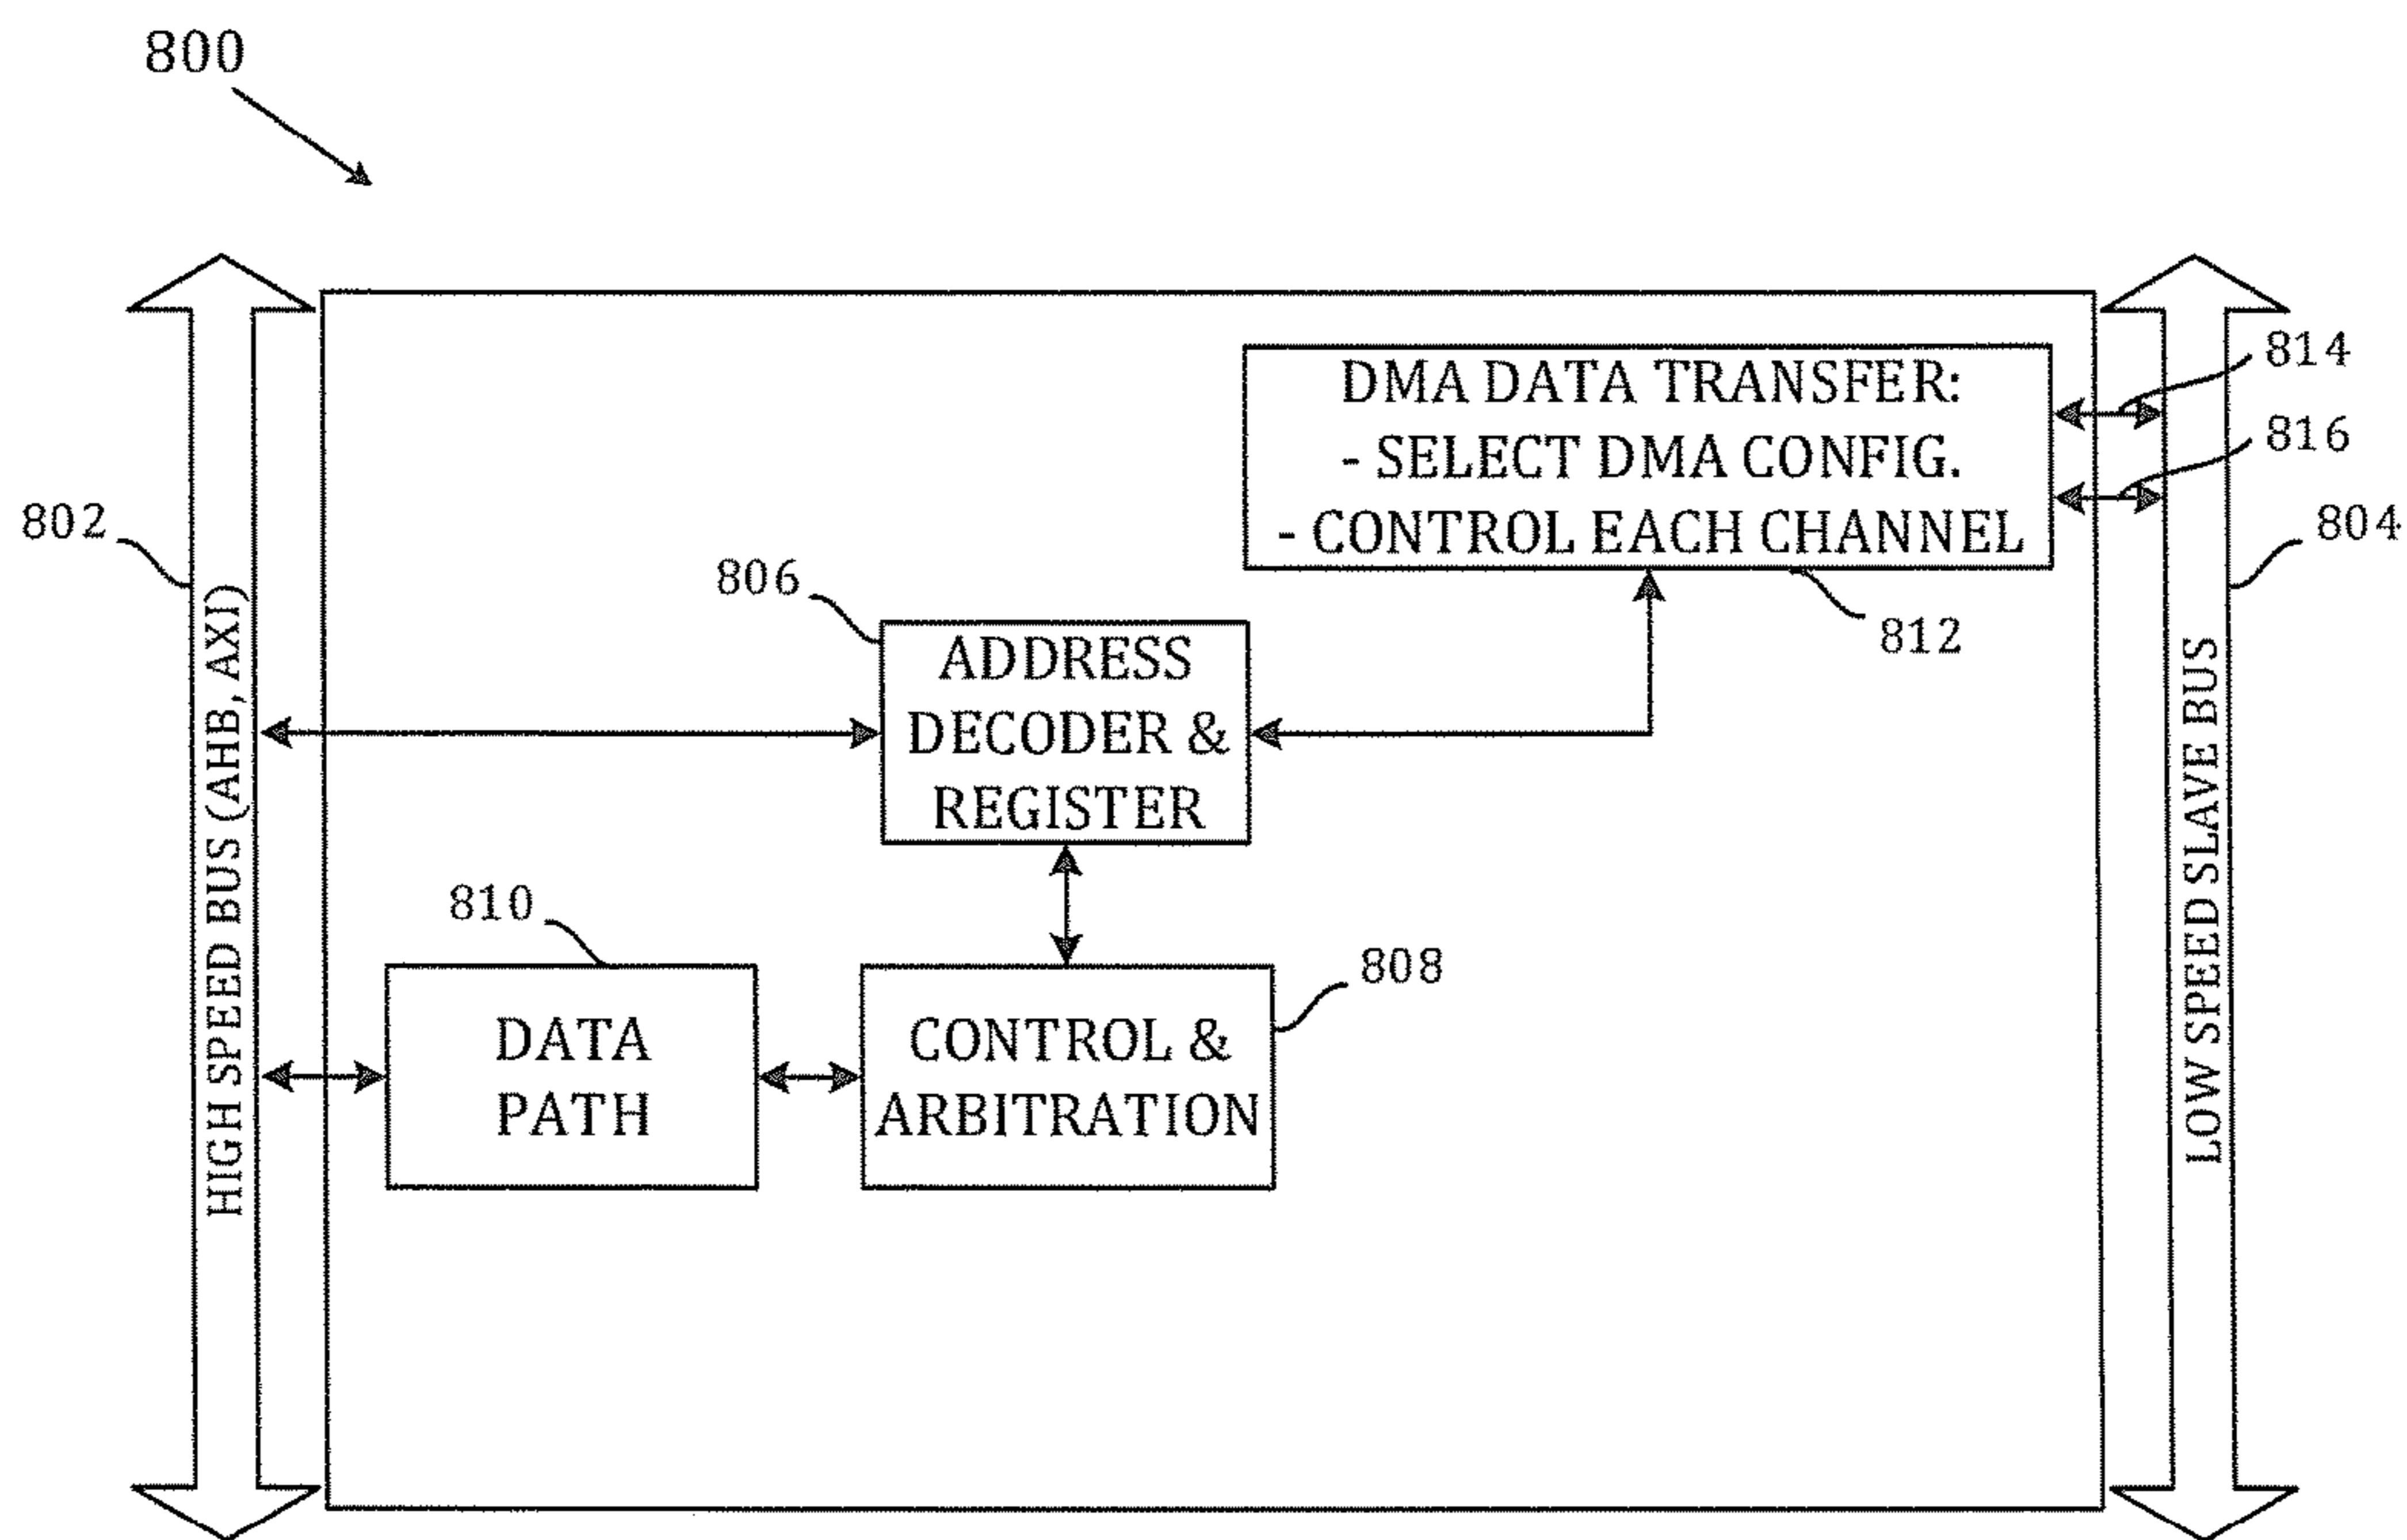 800
802
HIGH SPEED BUS (AHB, AXI)
DMA DATA TRANSFER:
- SELECT DMA CONFIG.
- CONTROL EACH CHANNEL
814
816
804
812
LOW SPEED SLAVE BUS
806
ADDRESS
DECODER &
REGISTER
810
DATA
PATH
808
CONTROL &
ARBITRATION